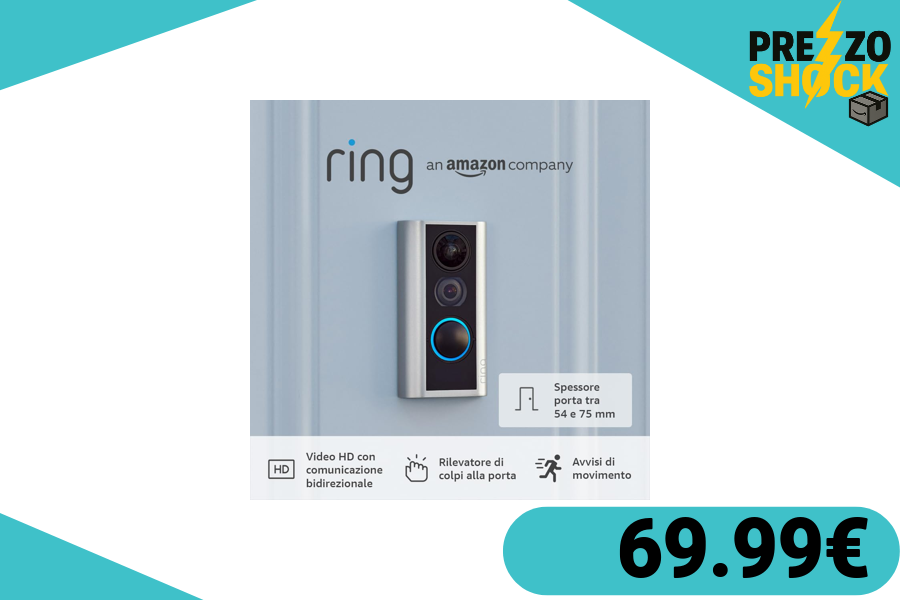 PREZZO
SHOCK
ring an amazon company
ring
Spessore
porta tra
54 e 75 mm
HD
Video HD con
comunicazione
bidirezionale
Rilevatore di
colpi alla porta
Avvisi di
movimento
69.99€